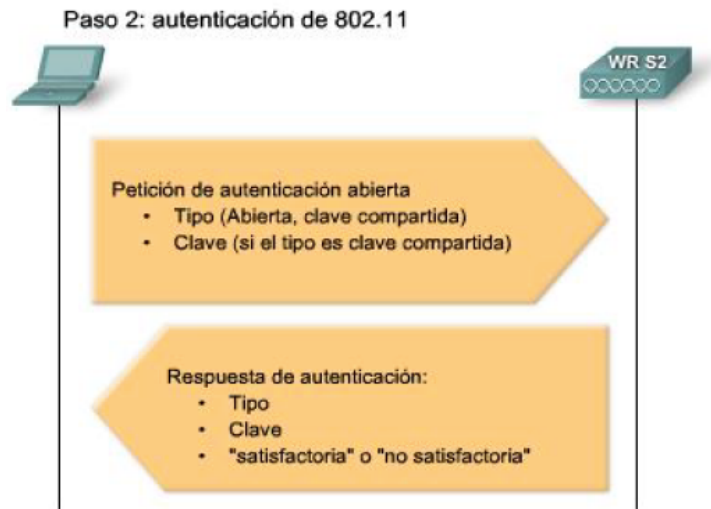 Paso 2: autenticación de 802.11
WR S2
Petición de autenticación abierta
• Tipo (Abierta, clave compartida)
• Clave (si el tipo es clave compartida)
Respuesta de autenticación:
• Tipo
• Clave
• "satisfactoria" o "no satisfactoria"